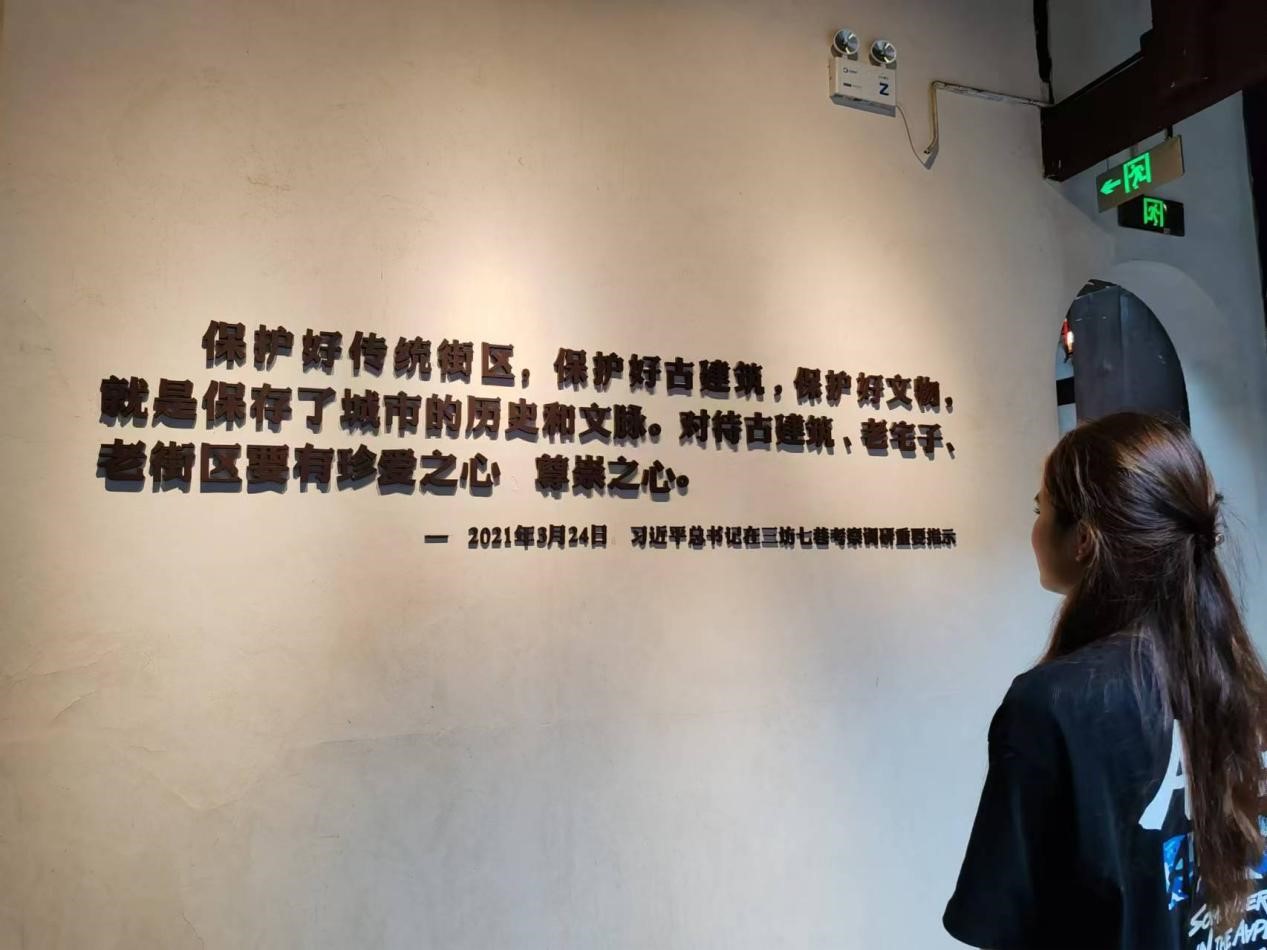 保护好传统街区，保护好古建筑，保护好文物，
就是保存了城市的历史和文脉。对待古建筑、老宅子、
老街区要有珍爱之心 尊崇之心。
— 2021年3月24日 习近平总书记在三坊七巷考察调研重要指示
Z
IN THE